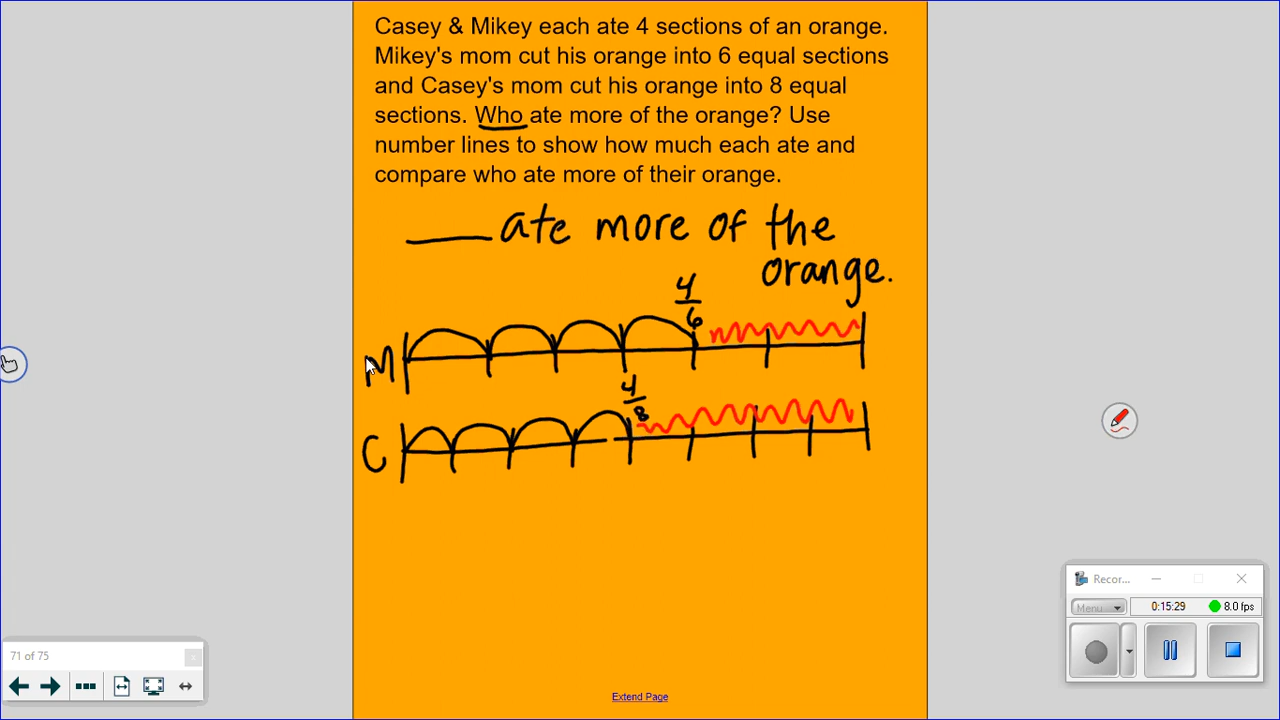 Casey & Mikey each ate 4 sections of an orange.
Mikey's mom cut his orange into 6 equal sections
and Casey's mom cut his orange into 8 equal
sections. Who ate more of the orange? Use
number lines to show how much each ate and
compare who ate more of their orange.
____ ate more of the
orange.
4
6
M
4
8
C
Extend Page
71 of 75
x
Recor...
Menu
0:15:29
8.0 fps